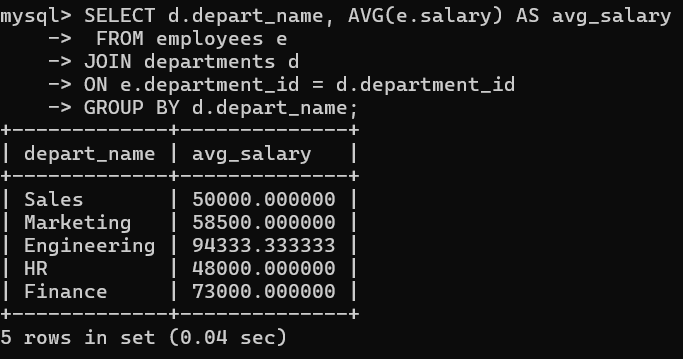 mysql> SELECT d.depart_name, AVG(e.salary) AS avg_salary
    ->  FROM employees e
    -> JOIN departments d
    -> ON e.department_id = d.department_id
    -> GROUP BY d.depart_name;
+-------------+--------------+
| depart_name | avg_salary   |
+-------------+--------------+
| Sales       | 50000.000000 |
| Marketing   | 58500.000000 |
| Engineering | 94333.333333 |
| HR          | 48000.000000 |
| Finance     | 73000.000000 |
+-------------+--------------+
5 rows in set (0.04 sec)